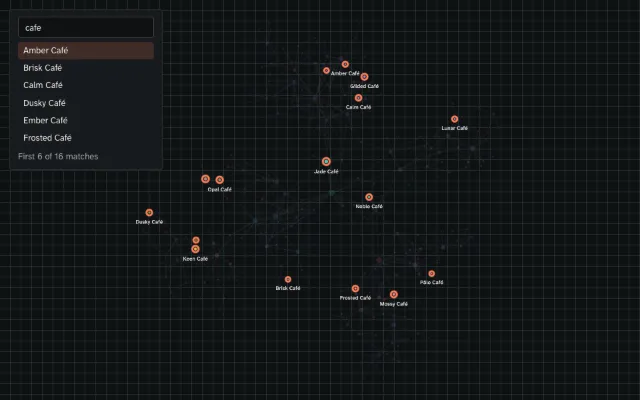 cafe
Amber Café
Brisk Café
Calm Café
Dusky Café
Ember Café
Frosted Café
First 6 of 16 matches
Amber Café
Gilded Café
Calm Café
Lunar Café
Jade Café
Opal Café
Noble Café
Dusky Café
Keen Café
Brisk Café
Pale Café
Frosted Café
Mossy Café